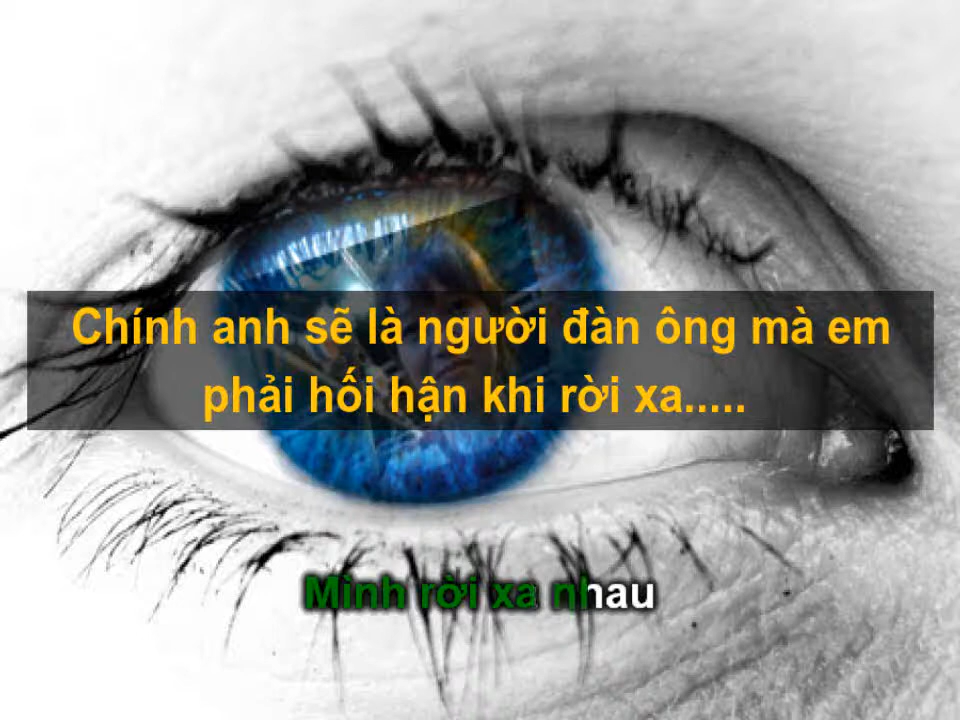 Chính anh sẽ là người đàn ông mà em
phải hối hận khi rời xa.....
Mình rời xa nhau